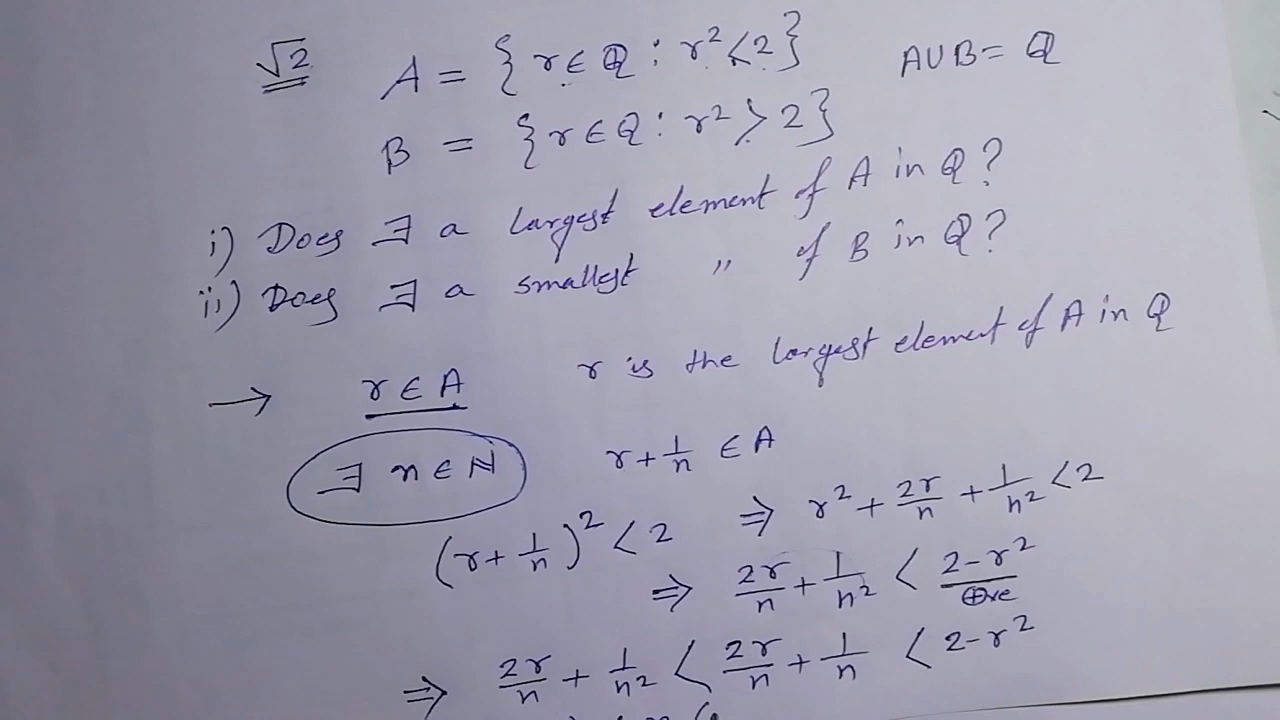 √2 A = { r ∈ Q : r² < 2 } A ∪ B = Q
B = { r ∈ Q : r² > 2 }
i) Does ∃ a largest element of A in Q ?
ii) Does ∃ a smallest " of B in Q ?
→ r ∈ A r is the largest element of A in Q
∃ n ∈ N r + 1/n ∈ A
(r + 1/n)² < 2 ⇒ r² + 2r/n + 1/n² < 2
⇒ 2r/n + 1/n² < 2 - r²
⊕ve
⇒ 2r/n + 1/n² < 2r/n + 1/n < 2 - r²